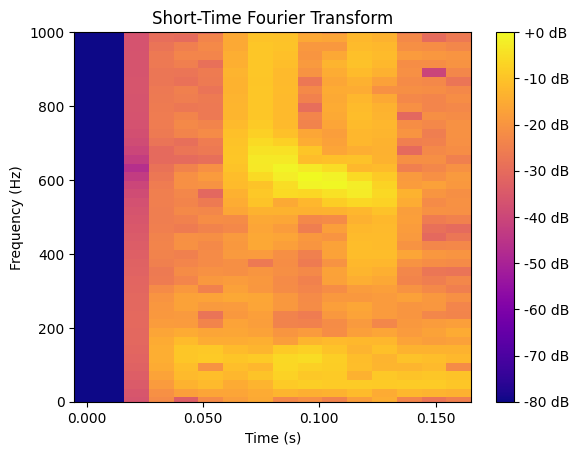 Short-Time Fourier Transform
1000
800
600
400
200
0
Frequency (Hz)
0.000
0.050
0.100
0.150
Time (s)
+0 dB
-10 dB
-20 dB
-30 dB
-40 dB
-50 dB
-60 dB
-70 dB
-80 dB